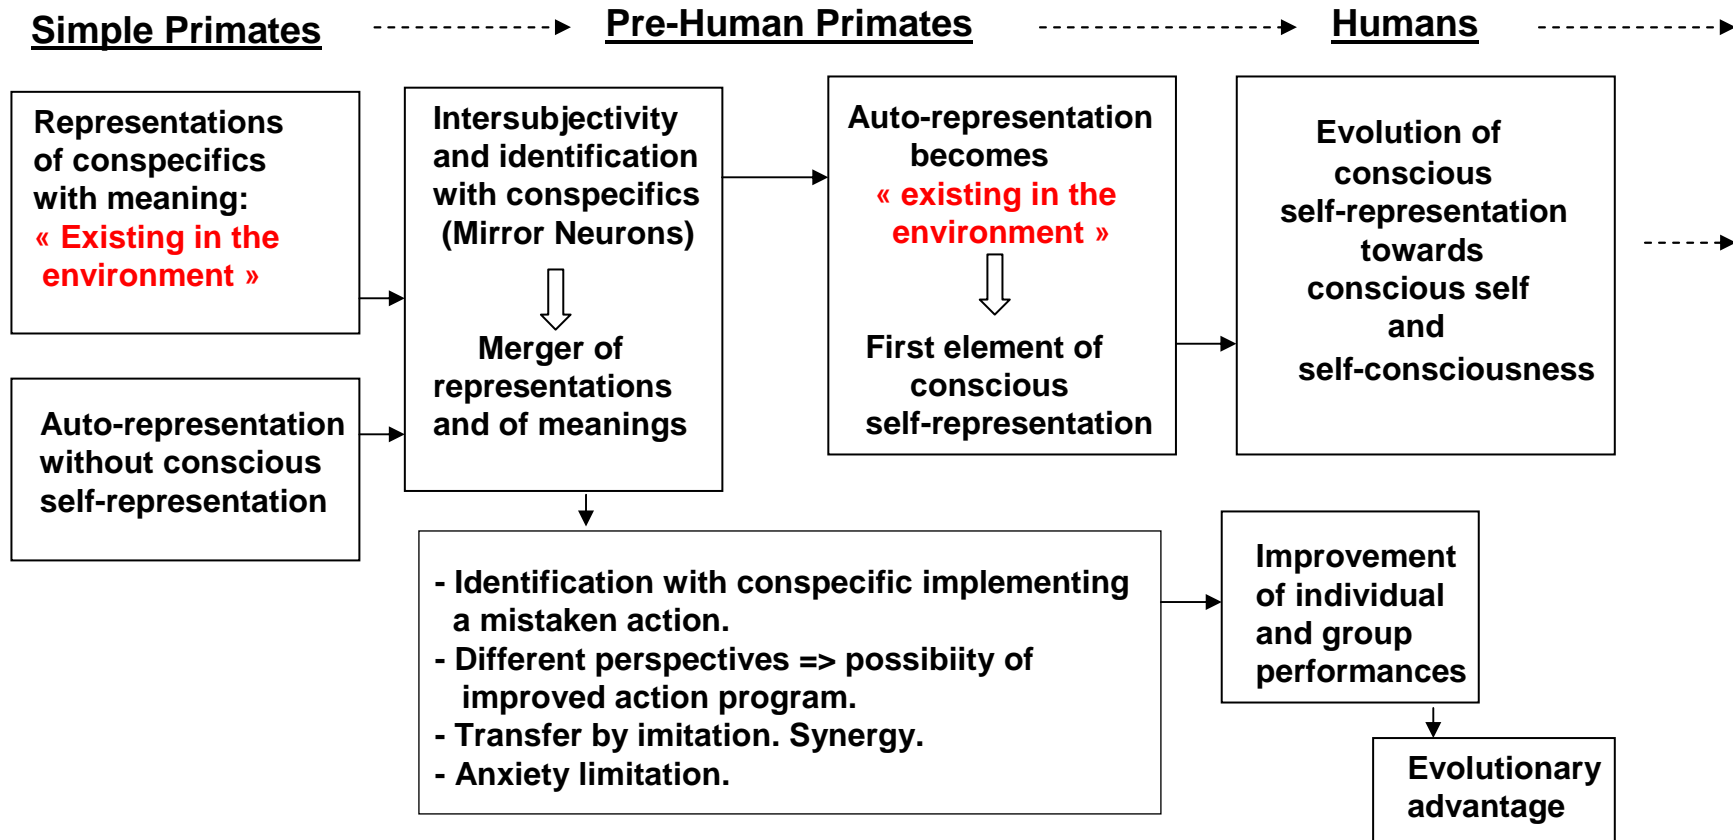 Simple Primates
Pre-Human Primates
Humans
Representations
of conspecifics
with meaning:
« Existing in the
environment »
Auto-representation
without conscious
self-representation
Intersubjectivity
and identification
with conspecifics
(Mirror Neurons)
Merger of
representations
and of meanings
Auto-representation
becomes
« existing in the
environment »
First element of
conscious
self-representation
Evolution of
conscious
self-representation
towards
conscious self
and
self-consciousness
- Identification with conspecific implementing
a mistaken action.
- Different perspectives => possibiity of
improved action program.
- Transfer by imitation. Synergy.
- Anxiety limitation.
Improvement
of individual
and group
performances
Evolutionary
advantage